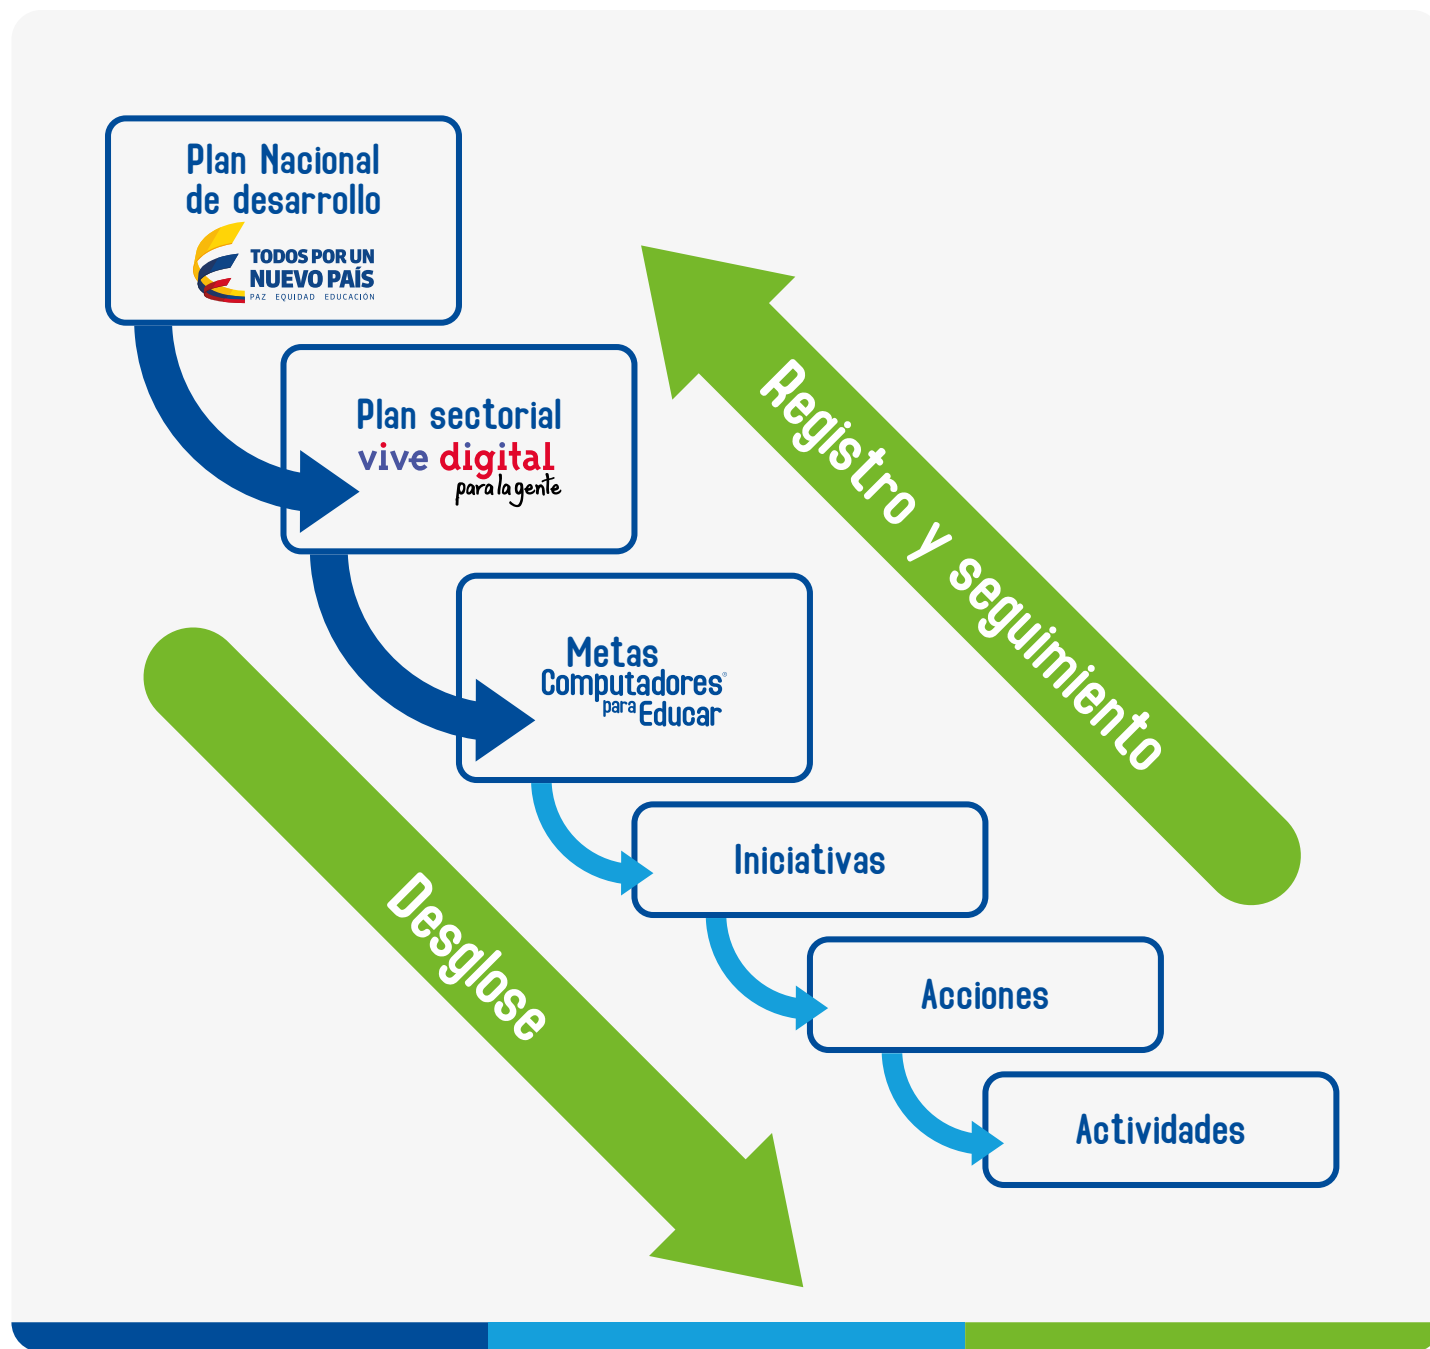 Plan Nacional
de desarrollo
TODOS POR UN
NUEVO PAÍS
PAZ EQUIDAD EDUCACIÓN
Plan sectorial
vive digital
para la gente
Registro y seguimiento
Metas
Computadores®
para Educar
Iniciativas
Desglose
Acciones
Actividades